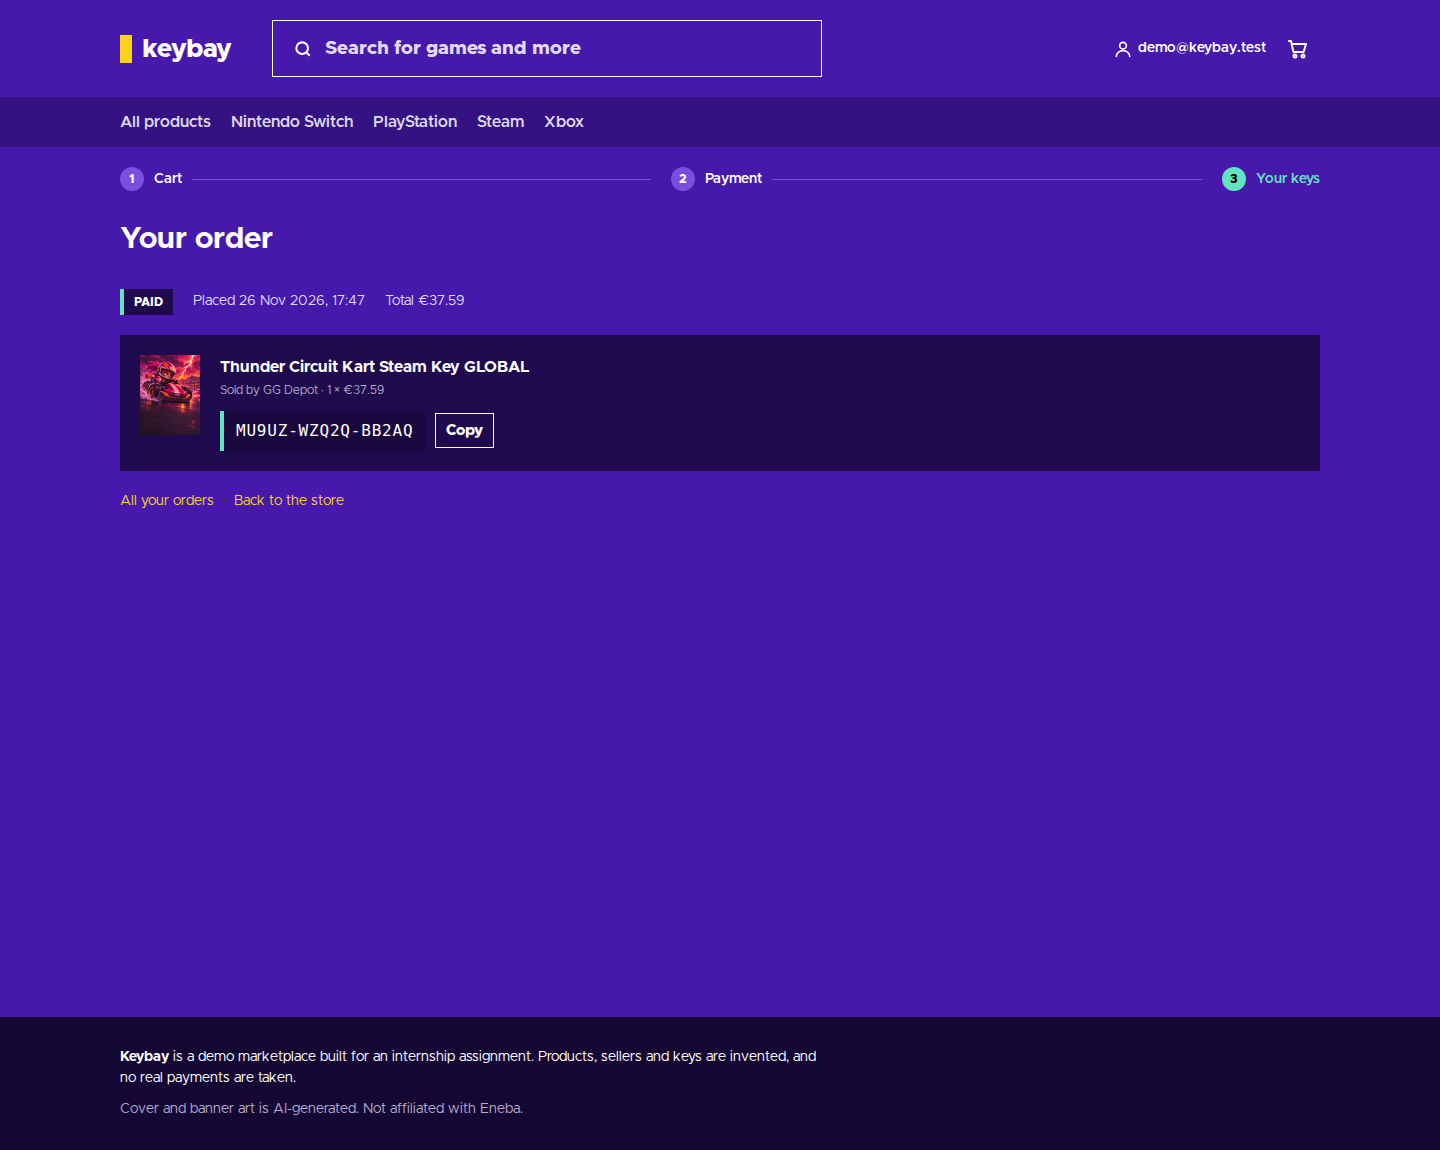 keybay
Search for games and more
demo@keybay.test
All products Nintendo Switch PlayStation Steam Xbox
1 Cart 2 Payment 3 Your keys
Your order
PAID Placed 26 Nov 2026, 17:47 Total €37.59
Thunder Circuit Kart Steam Key GLOBAL
Sold by GG Depot · 1 × €37.59
MU9UZ-WZQ2Q-BB2AQ Copy
All your orders Back to the store
Keybay is a demo marketplace built for an internship assignment. Products, sellers and keys are invented, and
no real payments are taken.
Cover and banner art is AI-generated. Not affiliated with Eneba.